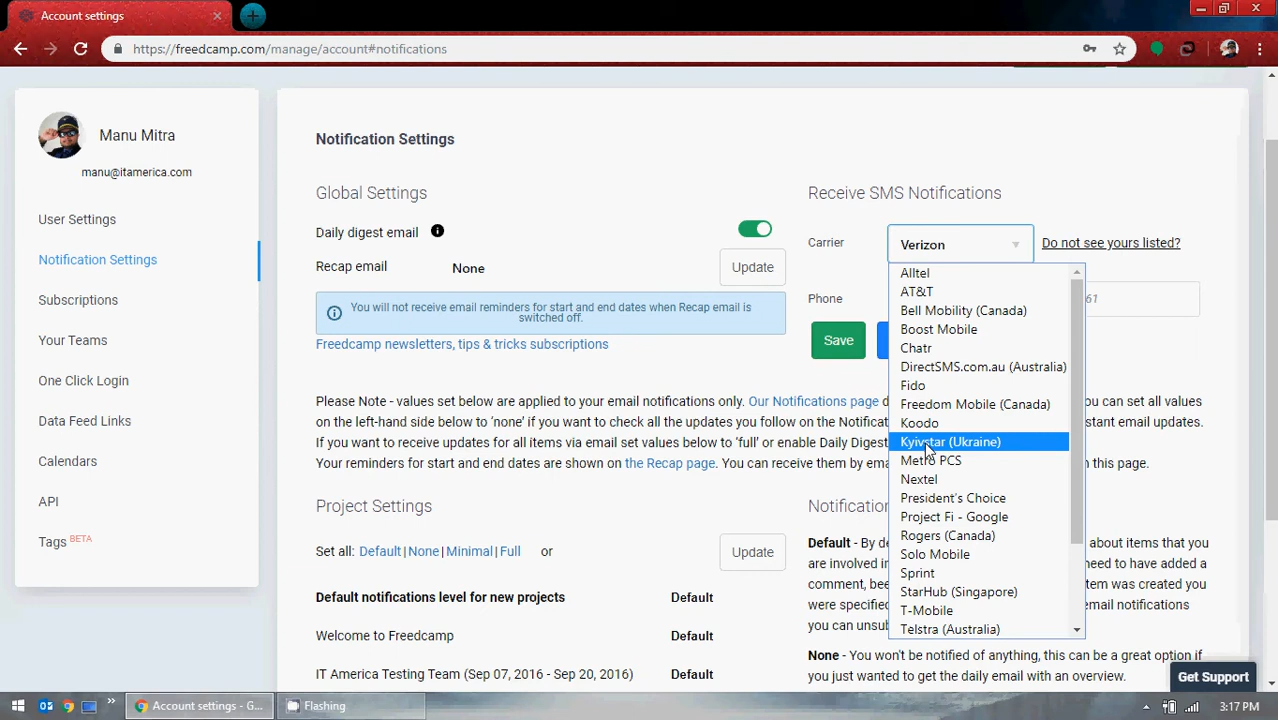 Account settings
https://freedcamp.com/manage/account#notifications
Manu Mitra
manu@itamerica.com
User Settings
Notification Settings
Subscriptions
Your Teams
One Click Login
Data Feed Links
Calendars
API
Tags BETA
Notification Settings
Global Settings
Daily digest email
Recap email None Update
You will not receive email reminders for start and end dates when Recap email is
switched off.
Freedcamp newsletters, tips & tricks subscriptions
Receive SMS Notifications
Carrier Verizon Do not see yours listed?
Phone 61
Save
Alltel
AT&T
Bell Mobility (Canada)
Boost Mobile
Chatr
DirectSMS.com.au (Australia)
Fido
Freedom Mobile (Canada)
Koodo
Kyivstar (Ukraine)
Metro PCS
Nextel
President's Choice
Project Fi - Google
Rogers (Canada)
Solo Mobile
Sprint
StarHub (Singapore)
T-Mobile
Telstra (Australia)
Please Note - values set below are applied to your email notifications only. Our Notifications page d ou can set all values
on the left-hand side below to 'none' if you want to check all the updates you follow on the Notificat r email updates.
If you want to receive updates for all items via email set values below to 'full' or enable Daily Digest
Your reminders for start and end dates are shown on the Recap page. You can receive them by ema n this page.
Project Settings
Set all: Default | None | Minimal | Full or Update
Default notifications level for new projects Default
Welcome to Freedcamp Default
IT America Testing Team (Sep 07, 2016 - Sep 20, 2016) Default
Notification
Default - By de about items that you
are involved i need to have added a
comment, bee tem was created you
were specifie email notifications
you can unsub
None - You won't be notified of anything, this can be a great option if
you just wanted to get the daily email with an overview.
Get Support
Account settings - G...
Flashing
3:17 PM